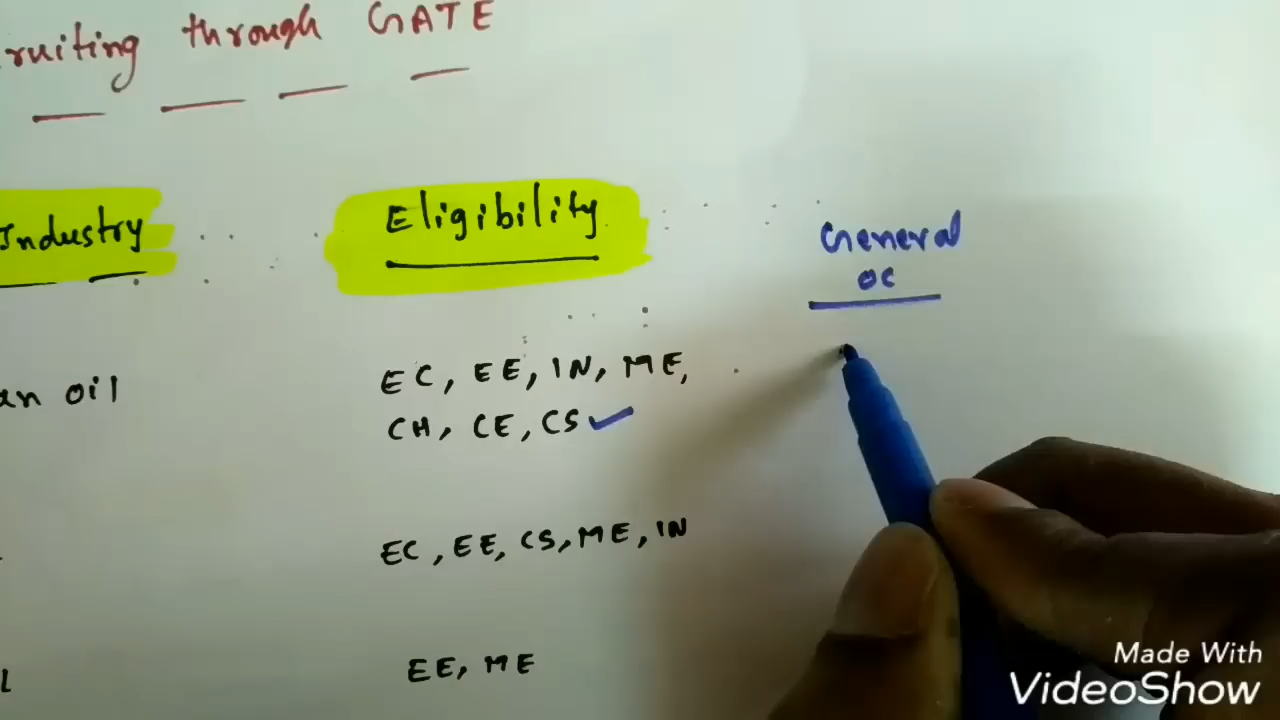 ruiting through GATE
Industry
Eligibility
General
OC
an oil
EC, EE, IN, ME,
CH, CE, CS ✓
EC, EE, CS, ME, IN
EE, ME
Made With
VideoShow